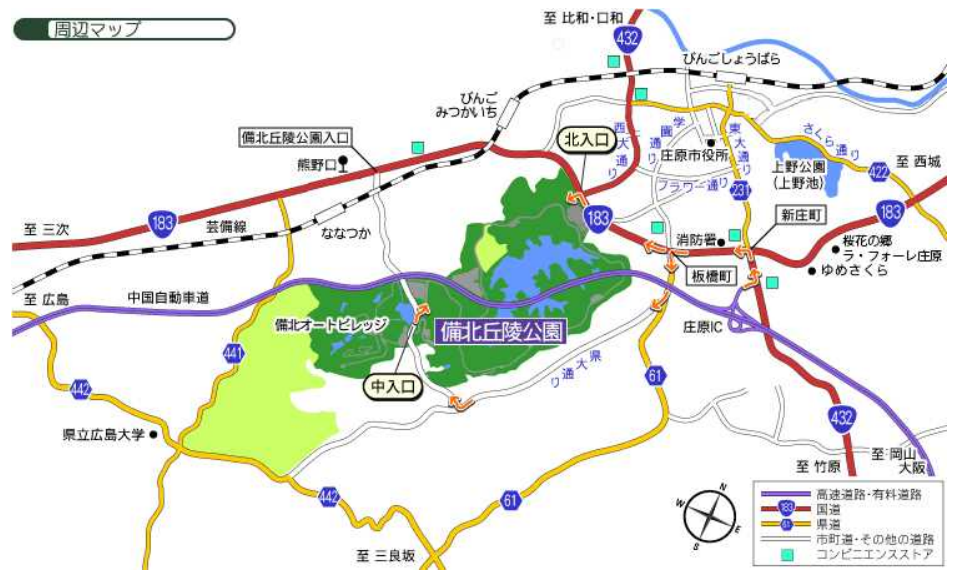 周辺マップ
至 比和・口和
432
びんごしょうばら
びんご
みつかいち
備北丘陵公園入口
熊野口
北入口
西大通り
学園通り
東大通り
庄原市役所
さくら通り
フラワー通り
上野公園
(上野池)
至 西城
422
231
183
183
新庄町
消防署
桜花の郷
ラ・フォーレ庄原
ゆめさくら
板橋町
至 三次
183
芸備線
ななつか
至 広島
中国自動車道
備北オートビレッジ
備北丘陵公園
庄原IC
中入口
県大通り
441
442
61
432
県立広島大学
至 竹原
至 岡山
大阪
442
61
至 三良坂
N
W
E
S
高速道路・有料道路
183
国道
61
県道
市町道・その他の道路
コンビニエンスストア